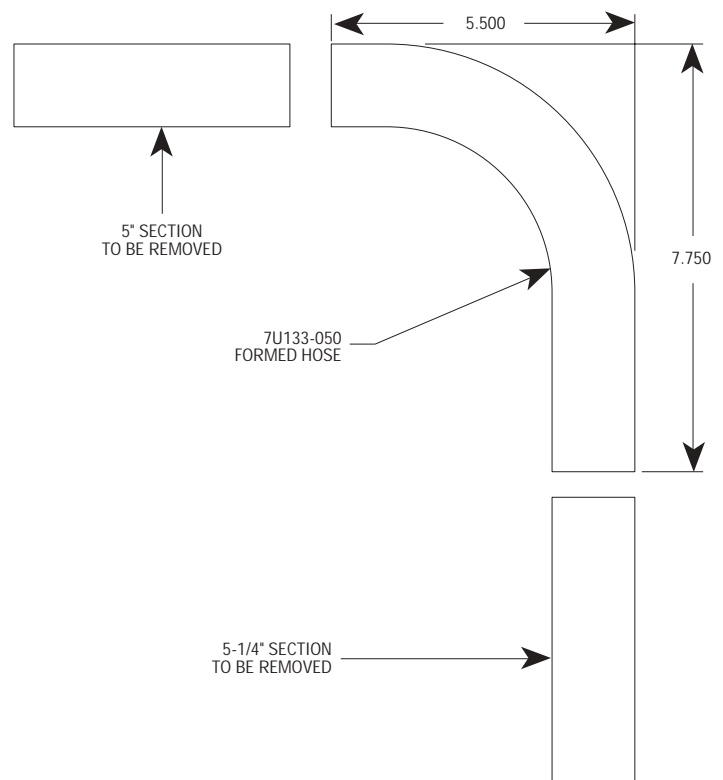 5.500
5" SECTION
TO BE REMOVED
7.750
7U133-050
FORMED HOSE
5-1/4" SECTION
TO BE REMOVED